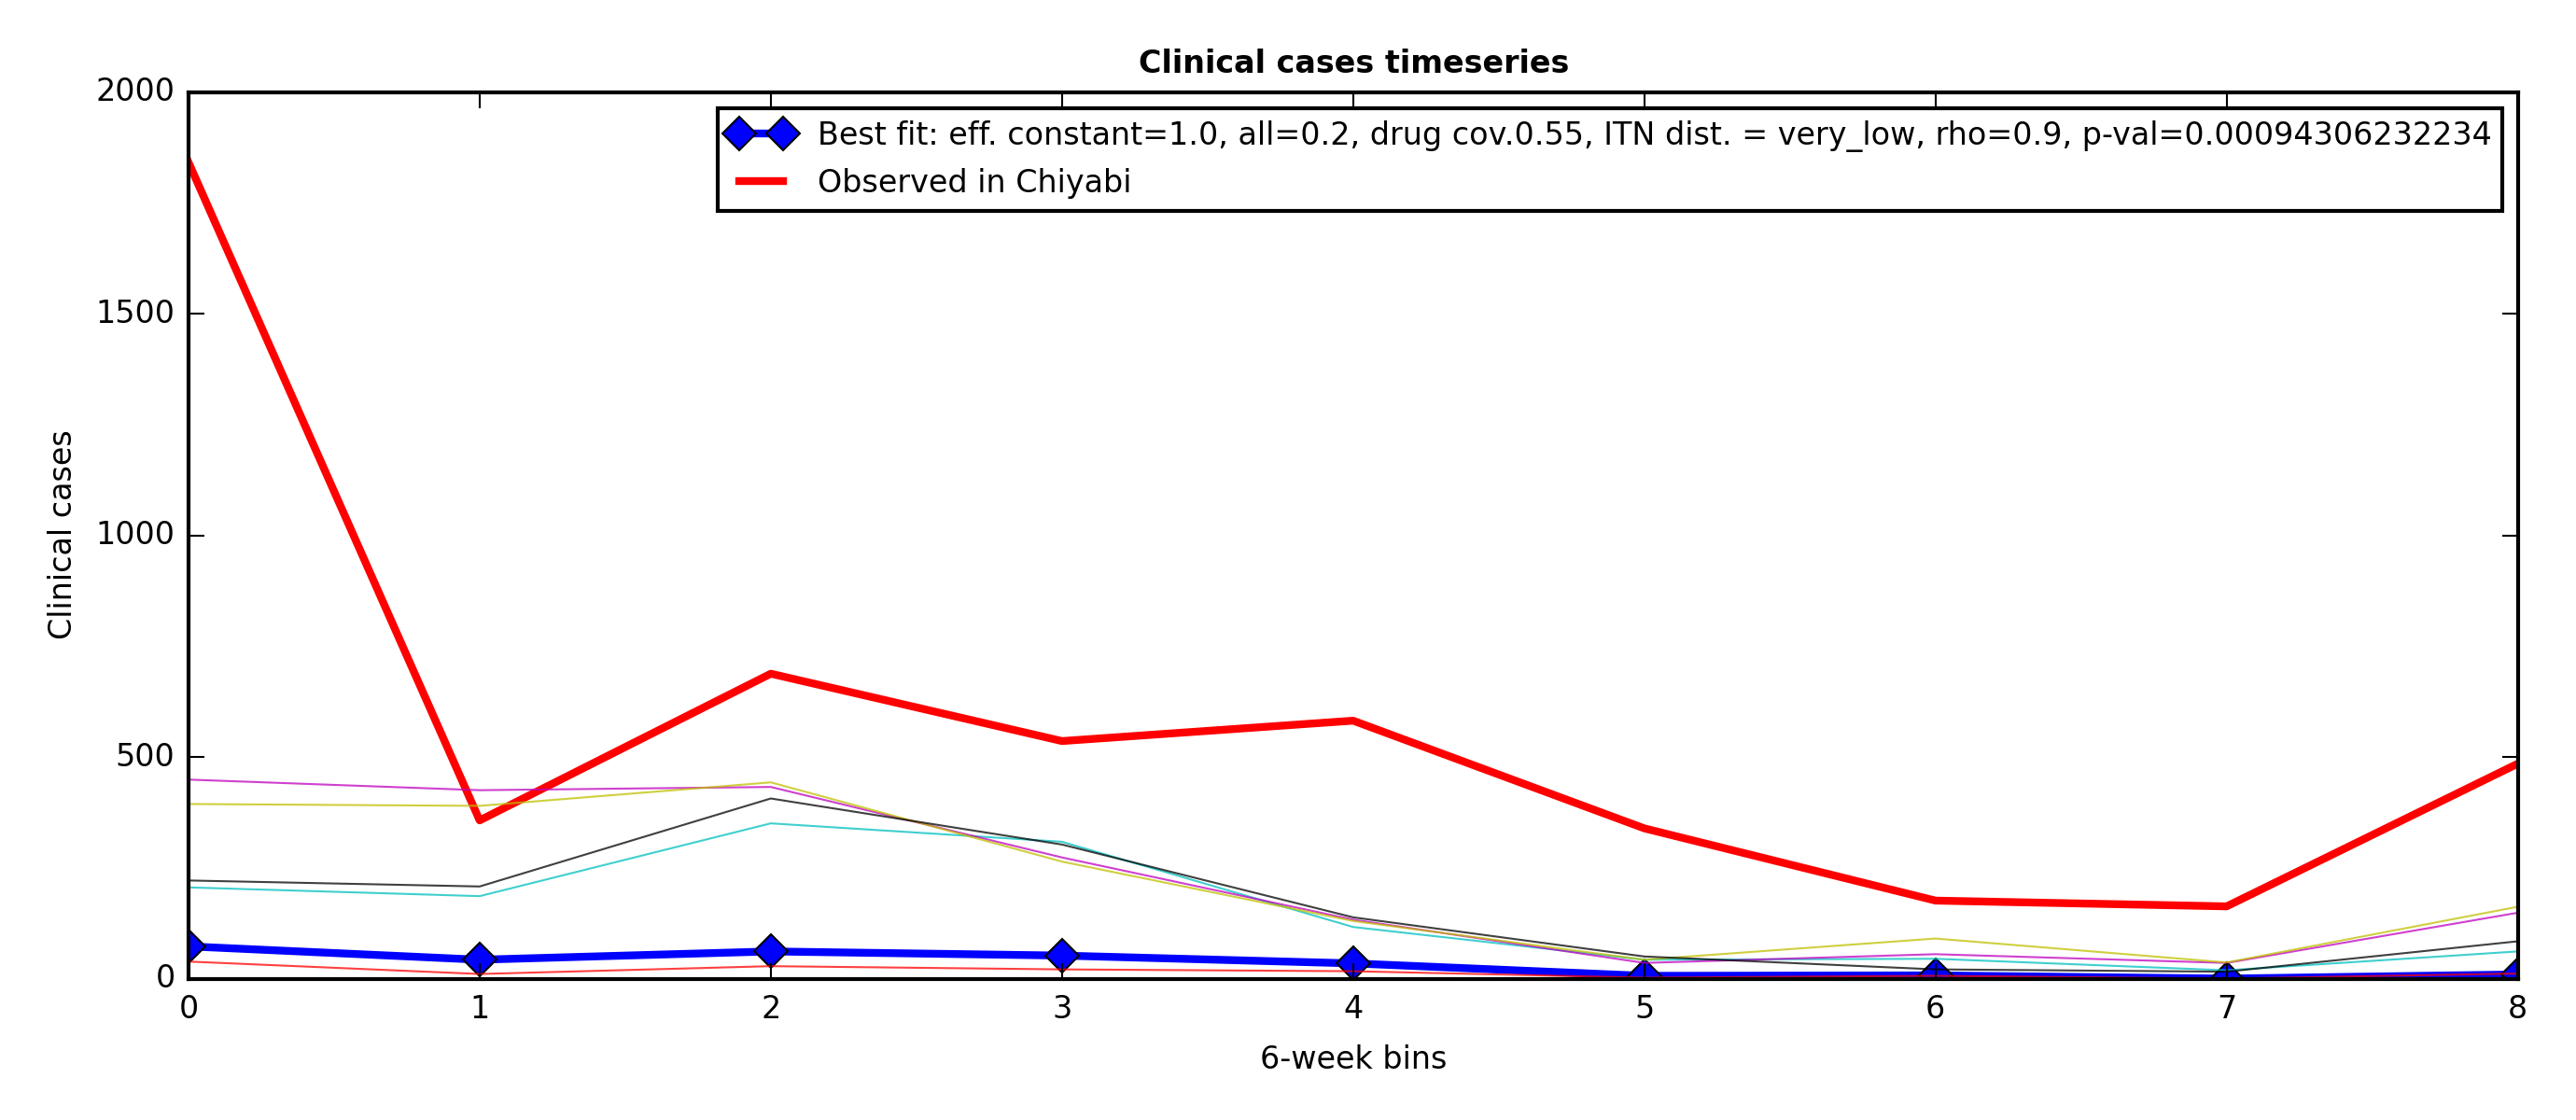 Clinical cases timeseries
2000
1500
1000
500
0
Clinical cases
Best fit: eff. constant=1.0, all=0.2, drug cov.0.55, ITN dist. = very_low, rho=0.9, p-val=0.00094306232234
Observed in Chiyabi
0 1 2 3 4 5 6 7 8
6-week bins